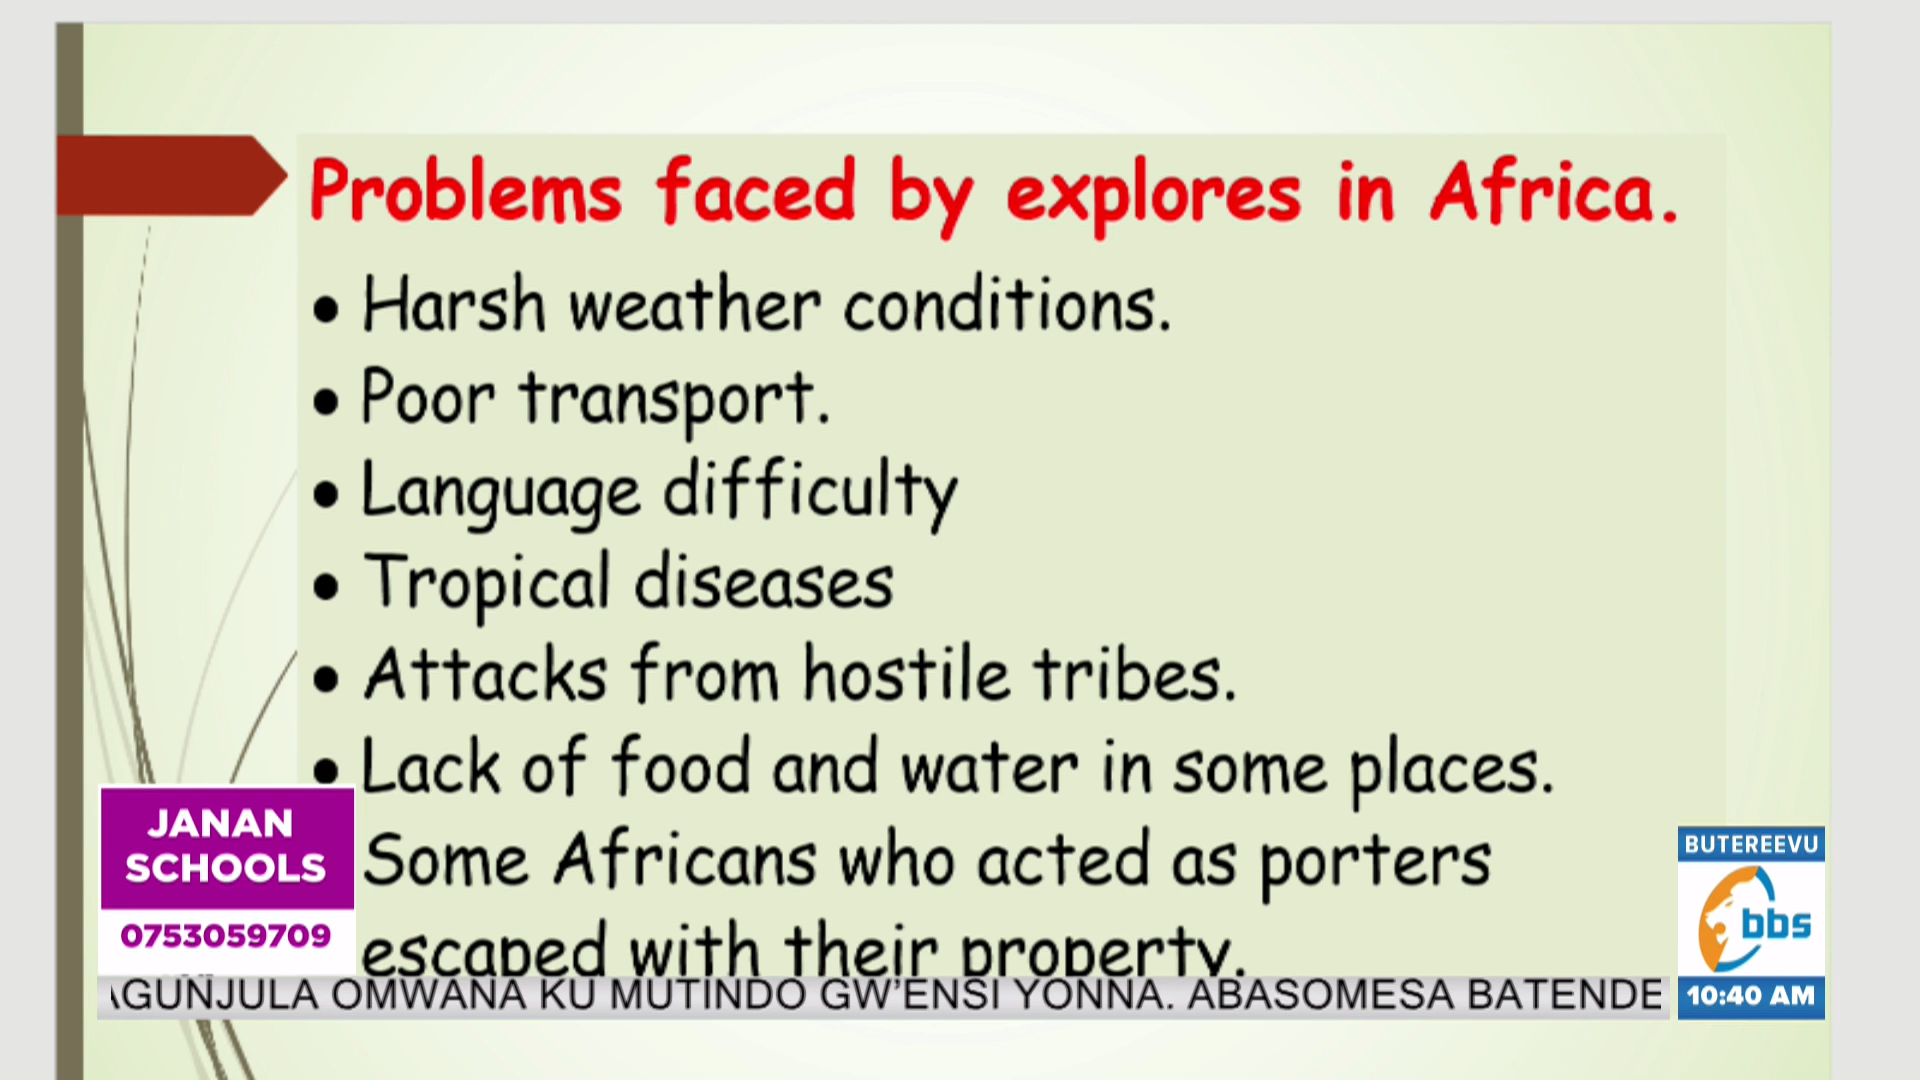 Problems faced by explores in Africa.
• Harsh weather conditions.
• Poor transport.
• Language difficulty
• Tropical diseases
• Attacks from hostile tribes.
• Lack of food and water in some places.
Some Africans who acted as porters
escaped with their property.
JANAN
SCHOOLS
0753059709
BUTEREEVU
bbs
10:40 AM
AGUNJULA OMWANA KU MUTINDO GW'ENSI YONNA. ABASOMESA BATENDE